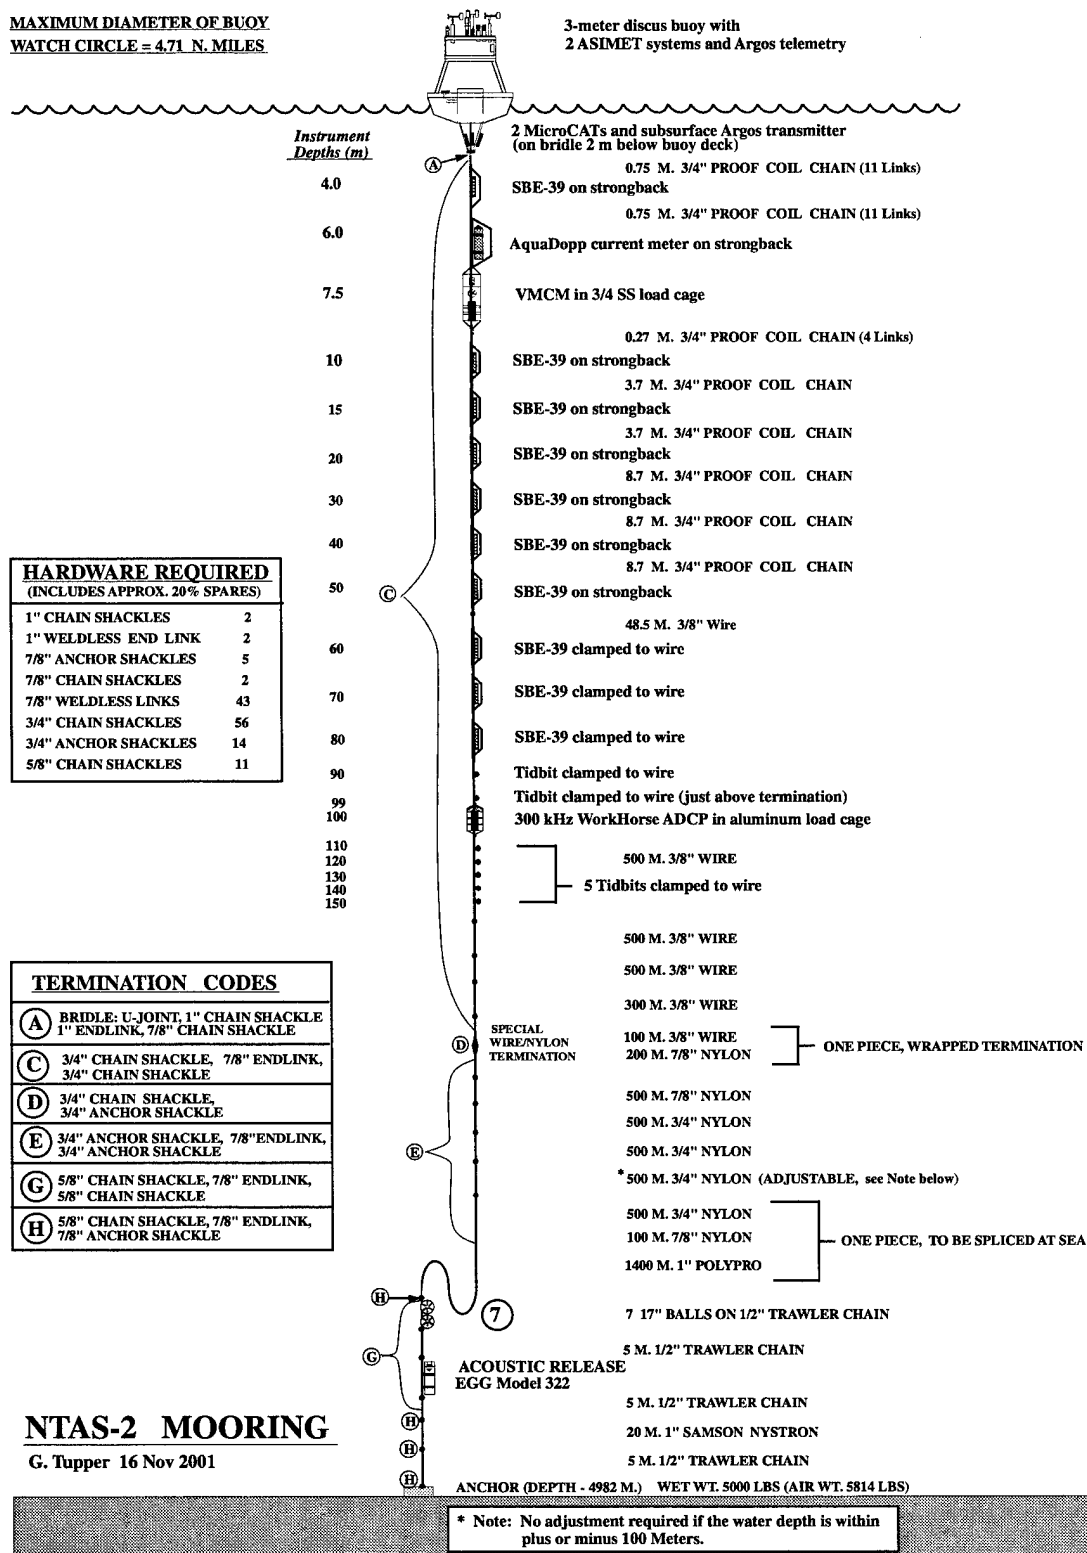 MAXIMUM DIAMETER OF BUOY
WATCH CIRCLE = 4.71 N. MILES
3-meter discus buoy with
2 ASIMET systems and Argos telemetry
Instrument
Depths (m)
2 MicroCATs and subsurface Argos transmitter
(on bridle 2 m below buoy deck)
A
0.75 M. 3/4" PROOF COIL CHAIN (11 Links)
4.0
SBE-39 on strongback
0.75 M. 3/4" PROOF COIL CHAIN (11 Links)
6.0
AquaDopp current meter on strongback
7.5
VMCM in 3/4 SS load cage
0.27 M. 3/4" PROOF COIL CHAIN (4 Links)
10
SBE-39 on strongback
3.7 M. 3/4" PROOF COIL CHAIN
15
SBE-39 on strongback
3.7 M. 3/4" PROOF COIL CHAIN
20
SBE-39 on strongback
8.7 M. 3/4" PROOF COIL CHAIN
30
SBE-39 on strongback
8.7 M. 3/4" PROOF COIL CHAIN
40
SBE-39 on strongback
8.7 M. 3/4" PROOF COIL CHAIN
50
C
SBE-39 on strongback
48.5 M. 3/8" Wire
60
SBE-39 clamped to wire
70
SBE-39 clamped to wire
80
SBE-39 clamped to wire
90
Tidbit clamped to wire
99
Tidbit clamped to wire (just above termination)
100
300 kHz WorkHorse ADCP in aluminum load cage
110
120
130
140
150
500 M. 3/8" WIRE
5 Tidbits clamped to wire
500 M. 3/8" WIRE
500 M. 3/8" WIRE
300 M. 3/8" WIRE
D
SPECIAL
WIRE/NYLON
TERMINATION
100 M. 3/8" WIRE
200 M. 7/8" NYLON
ONE PIECE, WRAPPED TERMINATION
500 M. 7/8" NYLON
500 M. 3/4" NYLON
E
500 M. 3/4" NYLON
* 500 M. 3/4" NYLON (ADJUSTABLE, see Note below)
500 M. 3/4" NYLON
100 M. 7/8" NYLON
1400 M. 1" POLYPRO
ONE PIECE, TO BE SPLICED AT SEA
H
7
7 17" BALLS ON 1/2" TRAWLER CHAIN
G
5 M. 1/2" TRAWLER CHAIN
ACOUSTIC RELEASE
EGG Model 322
5 M. 1/2" TRAWLER CHAIN
H
20 M. 1" SAMSON NYSTRON
H
5 M. 1/2" TRAWLER CHAIN
H
ANCHOR (DEPTH - 4982 M.) WET WT. 5000 LBS (AIR WT. 5814 LBS)
* Note: No adjustment required if the water depth is within
plus or minus 100 Meters.
HARDWARE REQUIRED
(INCLUDES APPROX. 20% SPARES)
1" CHAIN SHACKLES 2
1" WELDLESS END LINK 2
7/8" ANCHOR SHACKLES 5
7/8" CHAIN SHACKLES 2
7/8" WELDLESS LINKS 43
3/4" CHAIN SHACKLES 56
3/4" ANCHOR SHACKLES 14
5/8" CHAIN SHACKLES 11
TERMINATION CODES
A BRIDLE: U-JOINT, 1" CHAIN SHACKLE
1" ENDLINK, 7/8" CHAIN SHACKLE
C 3/4" CHAIN SHACKLE, 7/8" ENDLINK,
3/4" CHAIN SHACKLE
D 3/4" CHAIN SHACKLE,
3/4" ANCHOR SHACKLE
E 3/4" ANCHOR SHACKLE, 7/8"ENDLINK,
3/4" ANCHOR SHACKLE
G 5/8" CHAIN SHACKLE, 7/8" ENDLINK,
5/8" CHAIN SHACKLE
H 5/8" CHAIN SHACKLE, 7/8" ENDLINK,
7/8" ANCHOR SHACKLE
NTAS-2 MOORING
G. Tupper 16 Nov 2001